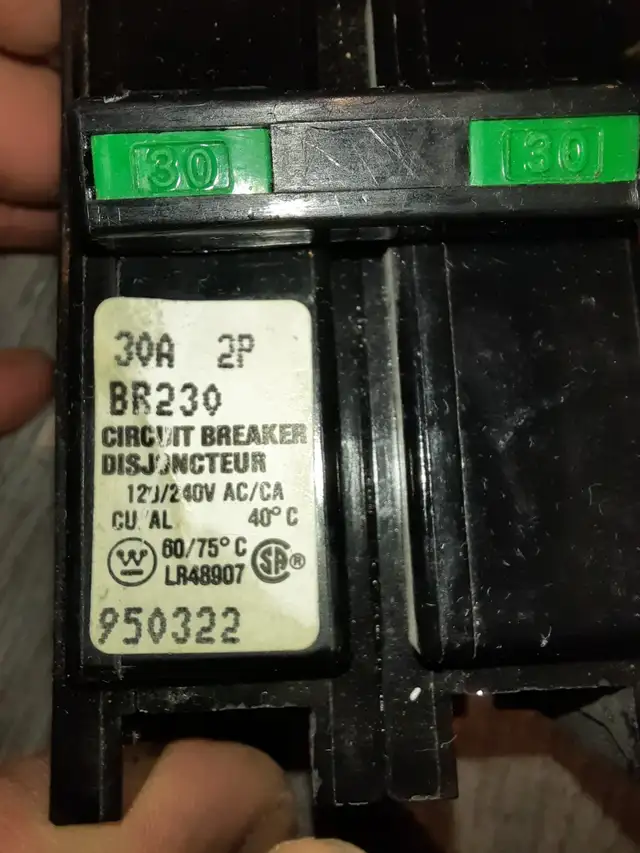 30 30
30A 2P
BR230
CIRCUIT BREAKER
DISJONCTEUR
120/240V AC/CA
CU/AL 40° C
60/75° C
LR48907
950322